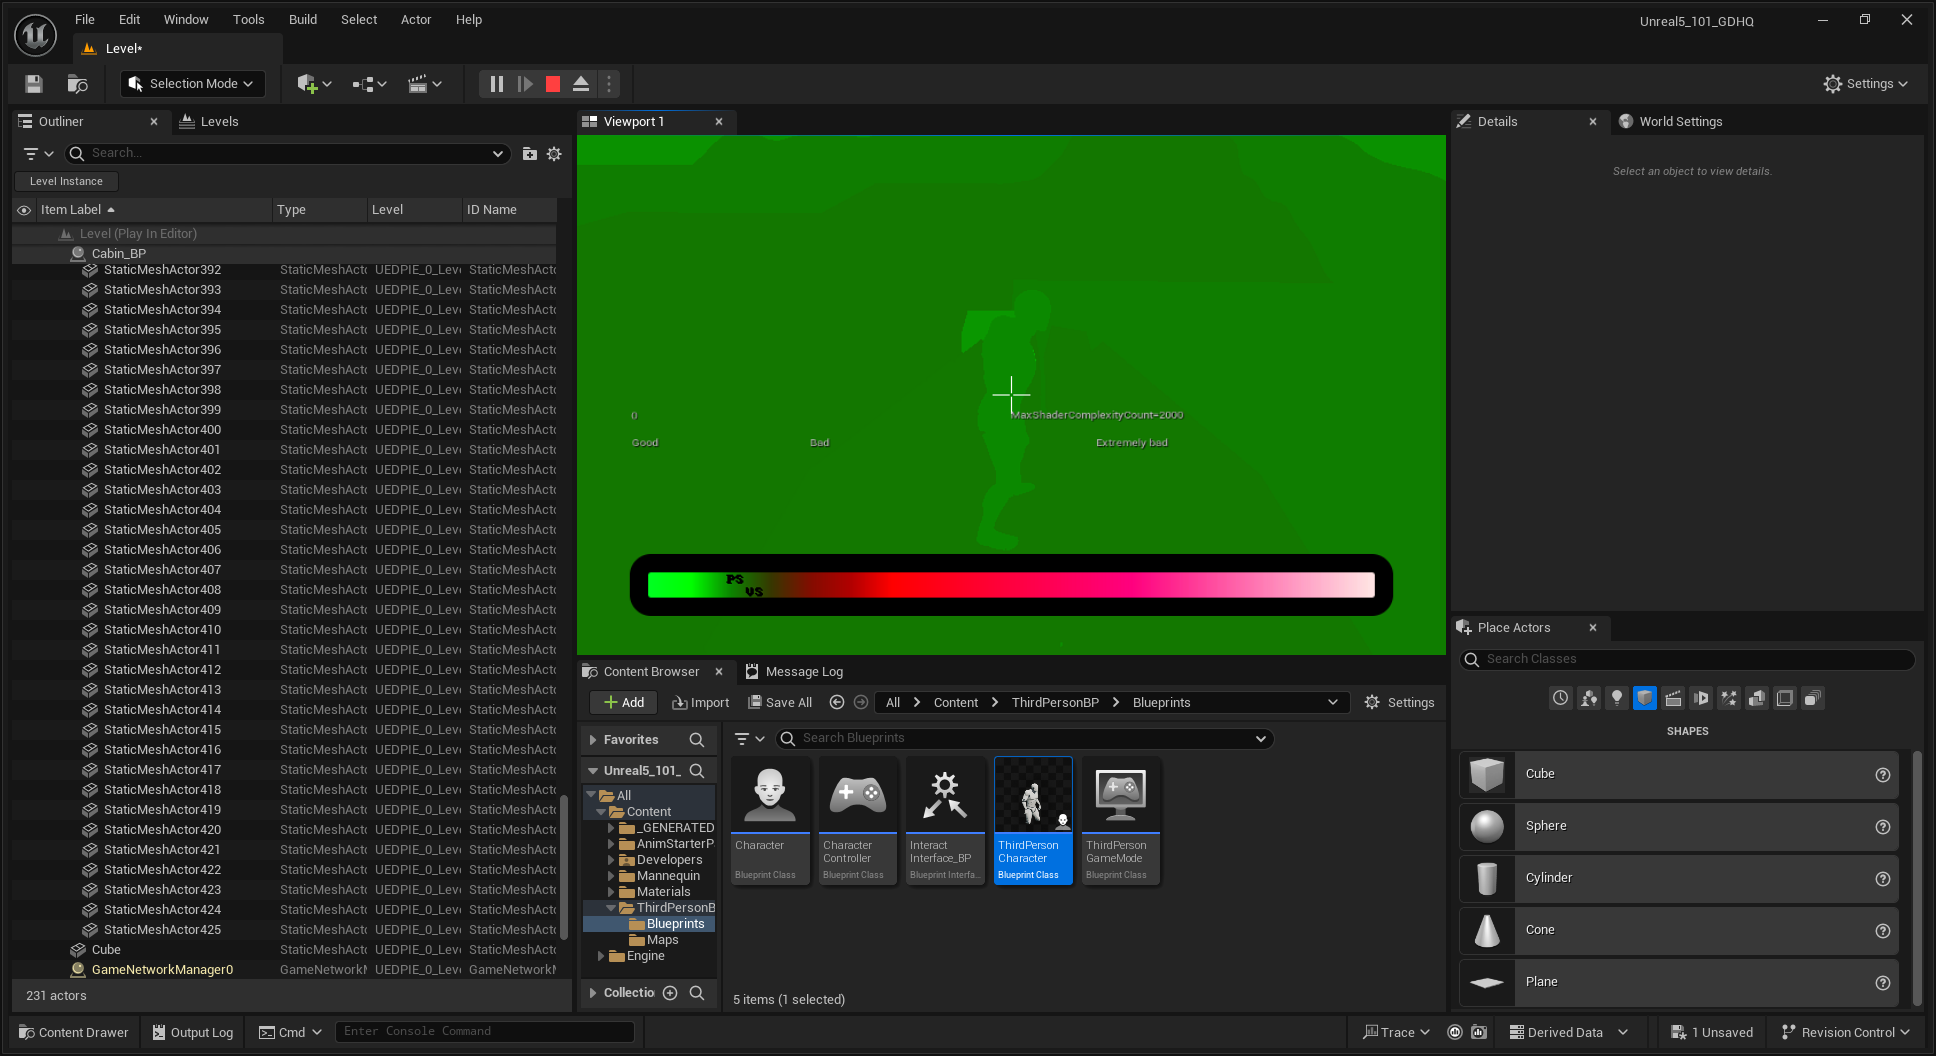 File Edit Window Tools Build Select Actor Help
Unreal5_101_GDHQ
Level*
Selection Mode
Settings
Outliner
Levels
Search...
Level Instance
Item Label Type Level ID Name
Level (Play In Editor)
Cabin_BP
StaticMeshActor392 StaticMeshActo UEDPIE_0_Leve StaticMeshActo
StaticMeshActor393 StaticMeshActo UEDPIE_0_Leve StaticMeshActo
StaticMeshActor394 StaticMeshActo UEDPIE_0_Leve StaticMeshActo
StaticMeshActor395 StaticMeshActo UEDPIE_0_Leve StaticMeshActo
StaticMeshActor396 StaticMeshActo UEDPIE_0_Leve StaticMeshActo
StaticMeshActor397 StaticMeshActo UEDPIE_0_Leve StaticMeshActo
StaticMeshActor398 StaticMeshActo UEDPIE_0_Leve StaticMeshActo
StaticMeshActor399 StaticMeshActo UEDPIE_0_Leve StaticMeshActo
StaticMeshActor400 StaticMeshActo UEDPIE_0_Leve StaticMeshActo
StaticMeshActor401 StaticMeshActo UEDPIE_0_Leve StaticMeshActo
StaticMeshActor402 StaticMeshActo UEDPIE_0_Leve StaticMeshActo
StaticMeshActor403 StaticMeshActo UEDPIE_0_Leve StaticMeshActo
StaticMeshActor404 StaticMeshActo UEDPIE_0_Leve StaticMeshActo
StaticMeshActor405 StaticMeshActo UEDPIE_0_Leve StaticMeshActo
StaticMeshActor406 StaticMeshActo UEDPIE_0_Leve StaticMeshActo
StaticMeshActor407 StaticMeshActo UEDPIE_0_Leve StaticMeshActo
StaticMeshActor408 StaticMeshActo UEDPIE_0_Leve StaticMeshActo
StaticMeshActor409 StaticMeshActo UEDPIE_0_Leve StaticMeshActo
StaticMeshActor410 StaticMeshActo UEDPIE_0_Leve StaticMeshActo
StaticMeshActor411 StaticMeshActo UEDPIE_0_Leve StaticMeshActo
StaticMeshActor412 StaticMeshActo UEDPIE_0_Leve StaticMeshActo
StaticMeshActor413 StaticMeshActo UEDPIE_0_Leve StaticMeshActo
StaticMeshActor414 StaticMeshActo UEDPIE_0_Leve StaticMeshActo
StaticMeshActor415 StaticMeshActo UEDPIE_0_Leve StaticMeshActo
StaticMeshActor416 StaticMeshActo UEDPIE_0_Leve StaticMeshActo
StaticMeshActor417 StaticMeshActo UEDPIE_0_Leve StaticMeshActo
StaticMeshActor418 StaticMeshActo UEDPIE_0_Leve StaticMeshActo
StaticMeshActor419 StaticMeshActo UEDPIE_0_Leve StaticMeshActo
StaticMeshActor420 StaticMeshActo UEDPIE_0_Leve StaticMeshActo
StaticMeshActor421 StaticMeshActo UEDPIE_0_Leve StaticMeshActo
StaticMeshActor422 StaticMeshActo UEDPIE_0_Leve StaticMeshActo
StaticMeshActor423 StaticMeshActo UEDPIE_0_Leve StaticMeshActo
StaticMeshActor424 StaticMeshActo UEDPIE_0_Leve StaticMeshActo
StaticMeshActor425 StaticMeshActo UEDPIE_0_Leve StaticMeshActo
Cube StaticMeshActo UEDPIE_0_Leve StaticMeshActo
GameNetworkManager0 GameNetworkM UEDPIE_0_Leve GameNetworkM
231 actors
Viewport 1
0 MaxShaderComplexityCount=2000
Good Bad Extremely bad
PS
VS
Content Browser
Message Log
Add Import Save All All Content ThirdPersonBP Blueprints Settings
Favorites
Unreal5_101_
All
Content
_GENERATED
AnimStarterP
Developers
Mannequin
Materials
ThirdPersonB
Blueprints
Maps
Engine
Collectio
Search Blueprints
Character
Blueprint Class
Character
Controller
Blueprint Class
Interact
Interface_BP
Blueprint Interfa...
ThirdPerson
Character
Blueprint Class
ThirdPerson
GameMode
Blueprint Class
5 items (1 selected)
Details
World Settings
Select an object to view details.
Place Actors
Search Classes
SHAPES
Cube
Sphere
Cylinder
Cone
Plane
Content Drawer Output Log Cmd Enter Console Command Trace Derived Data 1 Unsaved Revision Control